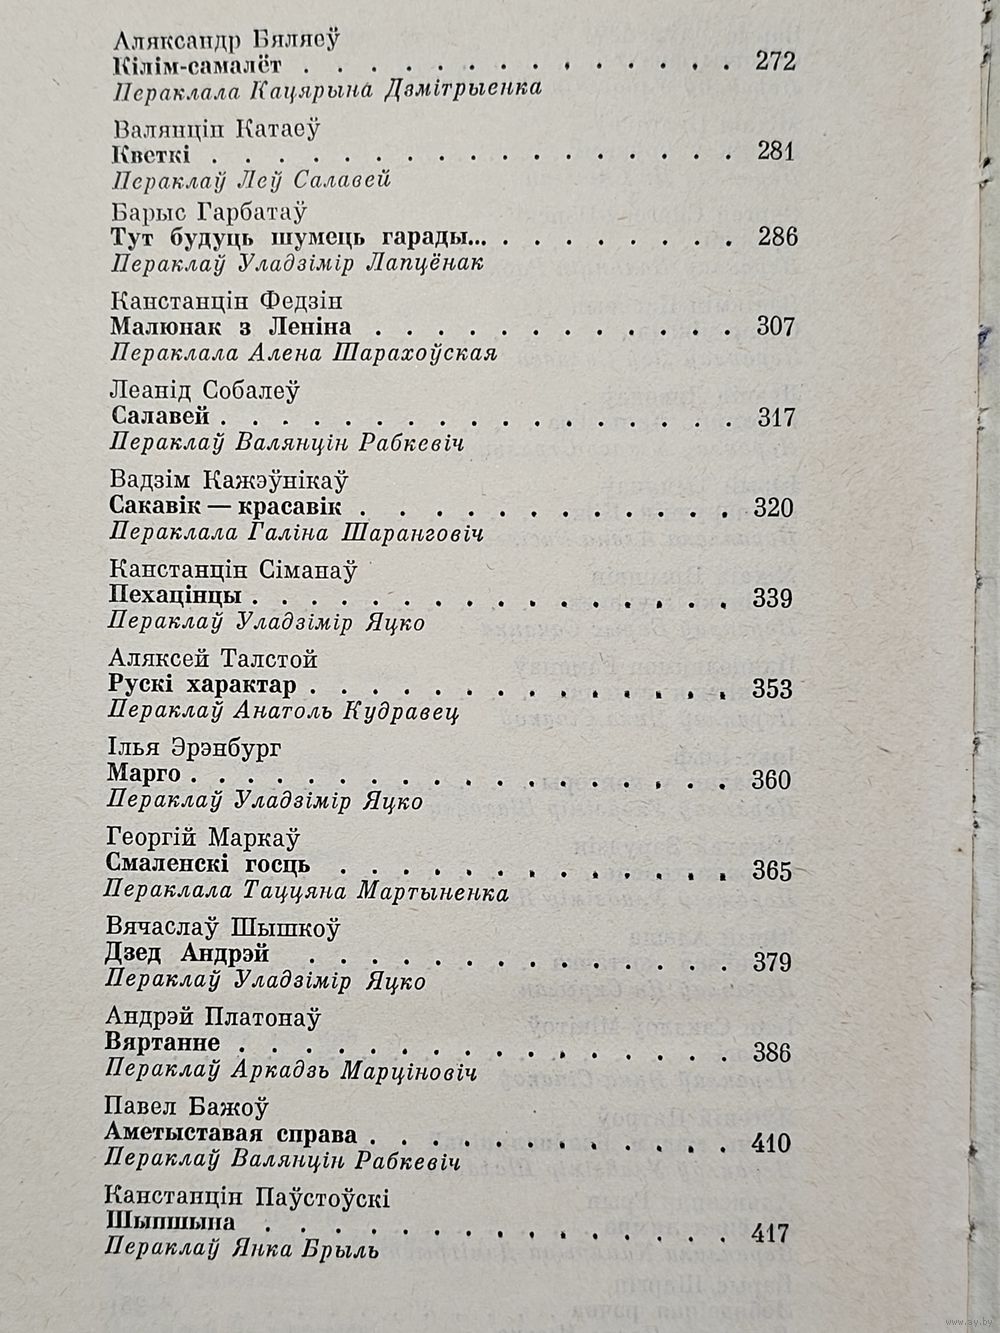 Аляксандр Бяляеў
Кілім-самалёт . . . . . . . . . . . . . 272
Пераклала Кацярына Дзмітрыенка
Валянцін Катаеў
Кветкі . . . . . . . . . . . . . . . . 281
Пераклаў Леў Салавей
Барыс Гарбатаў
Тут будуць шумець гарады... . . . . . . . . 286
Пераклаў Уладзімір Лапцёнак
Канстанцін Федзін
Малюнак з Леніна . . . . . . . . . . . 307
Пераклала Алена Шарахоўская
Леанід Собалеў
Салавей . . . . . . . . . . . . . . . . 317
Пераклаў Валянцін Рабкевіч
Вадзім Кажэўнікаў
Сакавік — красавік . . . . . . . . . . . 320
Пераклала Галіна Шаранговіч
Канстанцін Сіманаў
Пехацінцы . . . . . . . . . . . . . . . 339
Пераклаў Уладзімір Яцко
Аляксей Талстой
Рускі характар . . . . . . . . . . . . . 353
Пераклаў Анатоль Кудравец
Ілья Эрэнбург
Марго . . . . . . . . . . . . . . . . . 360
Пераклаў Уладзімір Яцко
Георгій Маркаў
Смаленскі госць . . . . . . . . . . . . 365
Пераклала Таццяна Мартыненка
Вячаслаў Шышкоў
Дзед Андрэй . . . . . . . . . . . . . 379
Пераклаў Уладзімір Яцко
Андрэй Платонаў
Вяртанне . . . . . . . . . . . . . . . 386
Пераклаў Аркадзь Марціновіч
Павел Бажоў
Аметыставая справа . . . . . . . . . . . 410
Пераклаў Валянцін Рабкевіч
Канстанцін Паўстоўскі
Шыпшына . . . . . . . . . . . . . . 417
Пераклаў Янка Брыль
www.ay.by